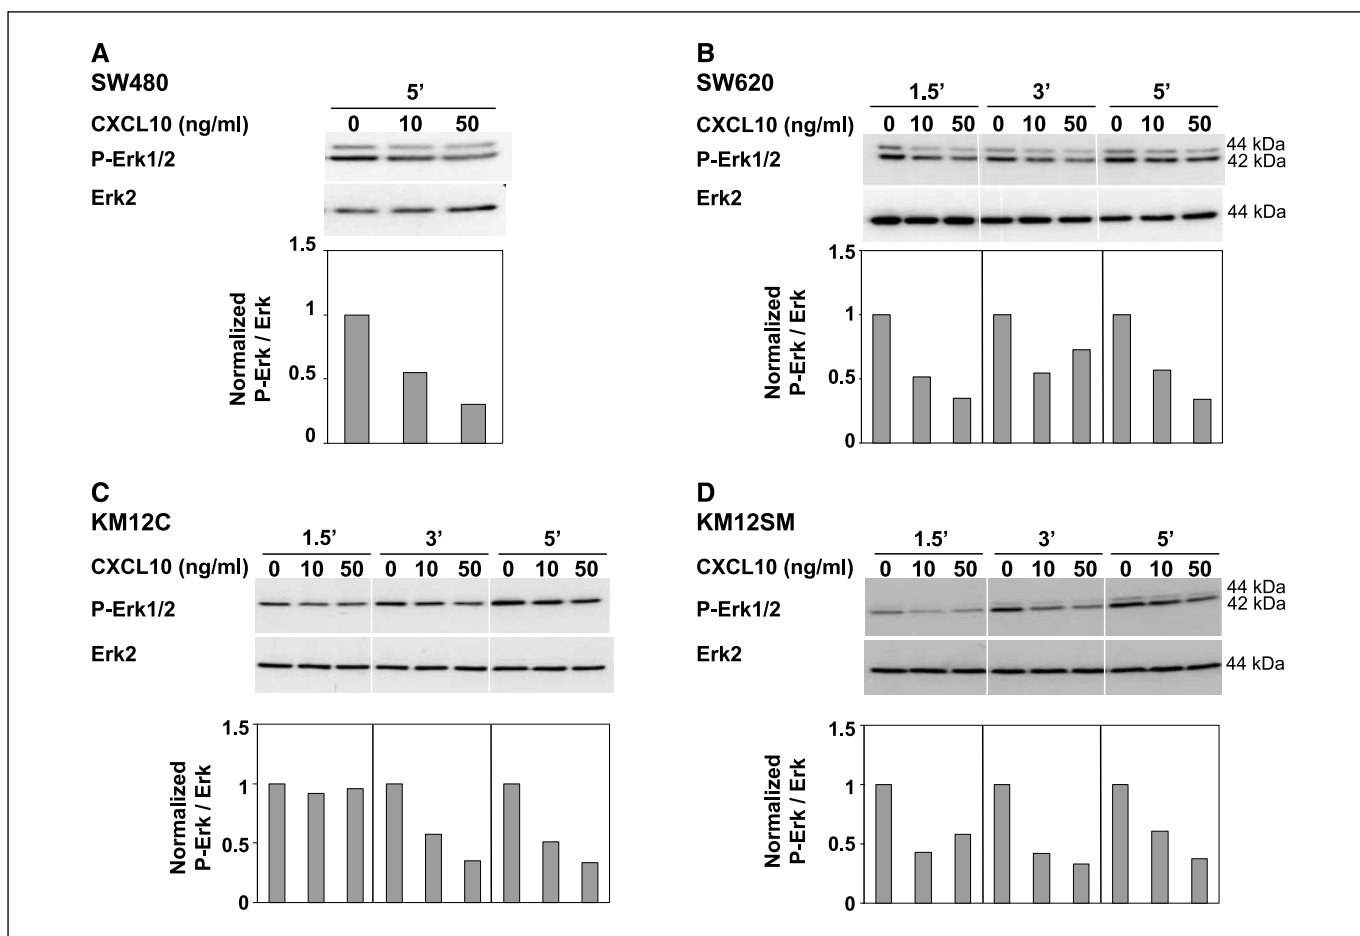 A
SW480
5’
CXCL10 (ng/ml) 0 10 50
P-Erk1/2
Erk2
1.5
1
0.5
0
Normalized
P-Erk / Erk
B
SW620
1.5’ 3’ 5’
CXCL10 (ng/ml) 0 10 50 0 10 50 0 10 50
P-Erk1/2 44 kDa
42 kDa
Erk2 44 kDa
1.5
1
0.5
0
Normalized
P-Erk / Erk
C
KM12C
1.5’ 3’ 5’
CXCL10 (ng/ml) 0 10 50 0 10 50 0 10 50
P-Erk1/2
Erk2
1.5
1
0.5
0
Normalized
P-Erk / Erk
D
KM12SM
1.5’ 3’ 5’
CXCL10 (ng/ml) 0 10 50 0 10 50 0 10 50
P-Erk1/2 44 kDa
42 kDa
Erk2 44 kDa
1.5
1
0.5
0
Normalized
P-Erk / Erk